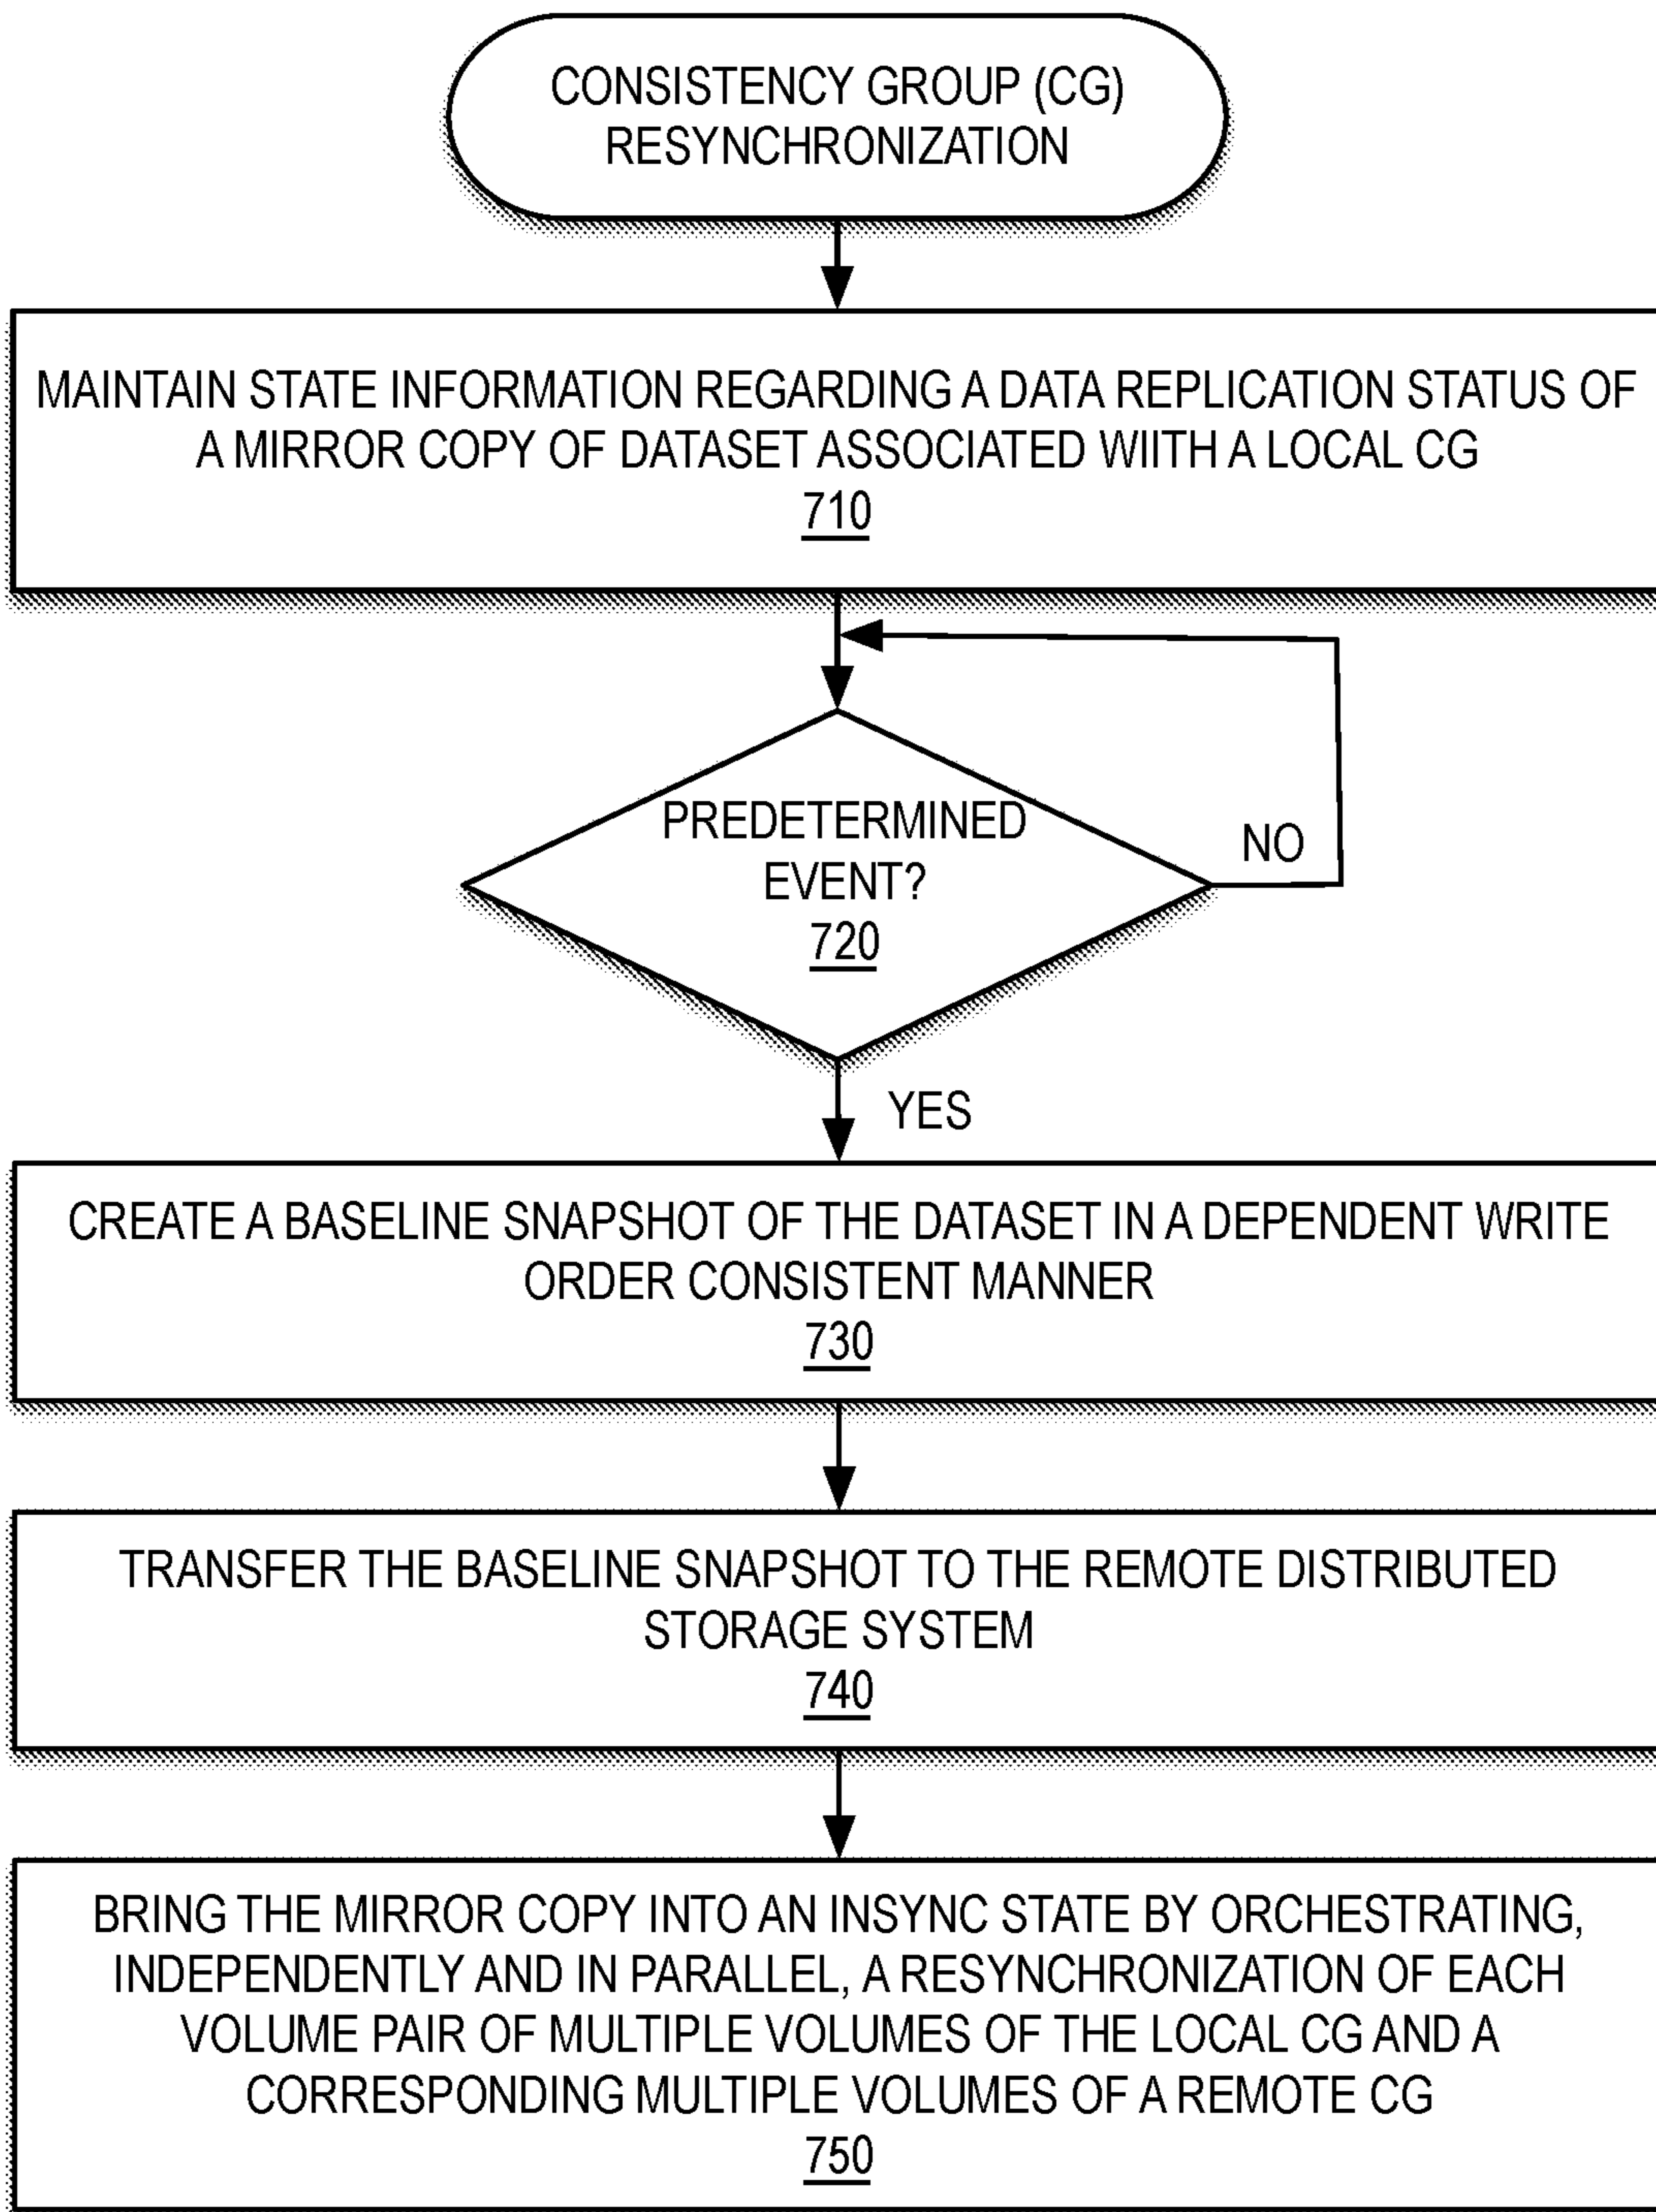 CONSISTENCY GROUP (CG)
RESYNCHRONIZATION
MAINTAIN STATE INFORMATION REGARDING A DATA REPLICATION STATUS OF
A MIRROR COPY OF DATASET ASSOCIATED WIITH A LOCAL CG
710
PREDETERMINED
EVENT?
720
NO
YES
CREATE A BASELINE SNAPSHOT OF THE DATASET IN A DEPENDENT WRITE
ORDER CONSISTENT MANNER
730
TRANSFER THE BASELINE SNAPSHOT TO THE REMOTE DISTRIBUTED
STORAGE SYSTEM
740
BRING THE MIRROR COPY INTO AN INSYNC STATE BY ORCHESTRATING,
INDEPENDENTLY AND IN PARALLEL, A RESYNCHRONIZATION OF EACH
VOLUME PAIR OF MULTIPLE VOLUMES OF THE LOCAL CG AND A
CORRESPONDING MULTIPLE VOLUMES OF A REMOTE CG
750